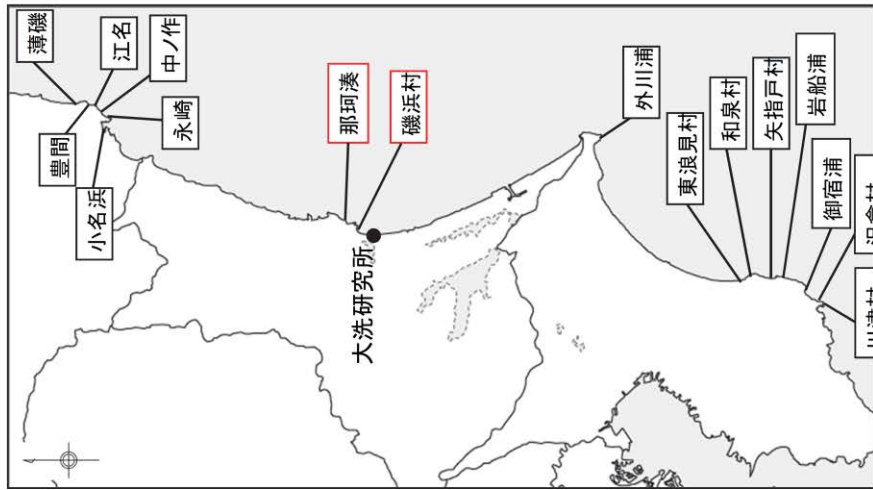 薄磯
江名
中ノ作
豊間
永崎
小名浜
那珂湊
磯浜村
大洗研究所
外川浦
東浪見村
和泉村
矢指戸村
岩船浦
御宿浦